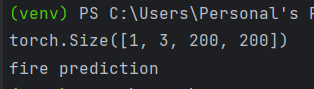 (venv) PS C:\Users\Personal's
torch.Size([1, 3, 200, 200])
fire prediction